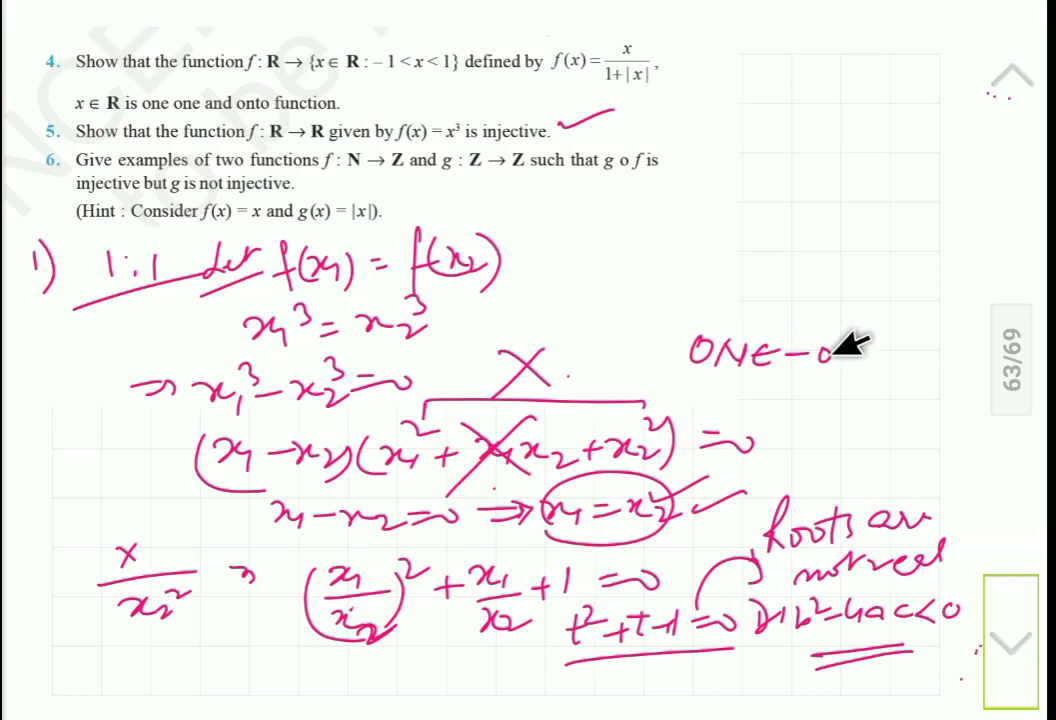 4. Show that the function f : R → {x ∈ R : – 1 < x < 1} defined by f(x) = x/(1+|x|),
x ∈ R is one one and onto function.
5. Show that the function f : R → R given by f(x) = x³ is injective.
6. Give examples of two functions f : N → Z and g : Z → Z such that g o f is
injective but g is not injective.
(Hint : Consider f(x) = x and g(x) = |x|).
1) 1:1 let f(x₁) = f(x₂)
x₁³ = x₂³
ONE-O
⇒ x₁³ - x₂³ = 0
(x₁ - x₂)(x₁² + x₁x₂ + x₂²) = 0
x₁ - x₂ = 0 ⇒ x₁ = x₂
Roots are
not real
x/x₂² ⇒ (x₁/x₂)² + x₁/x₂ + 1 = 0
t²+t+1=0 b²-4ac<0
63/69